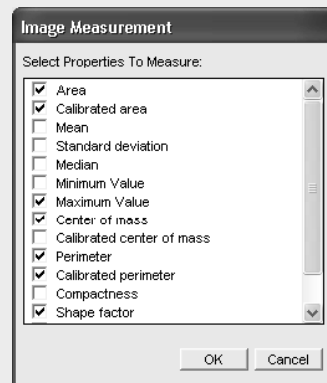 Image Measurement
Select Properties To Measure:
Area
Calibrated area
Mean
Standard deviation
Median
Minimum Value
Maximum Value
Center of mass
Calibrated center of mass
Perimeter
Calibrated perimeter
Compactness
Shape factor
OK Cancel